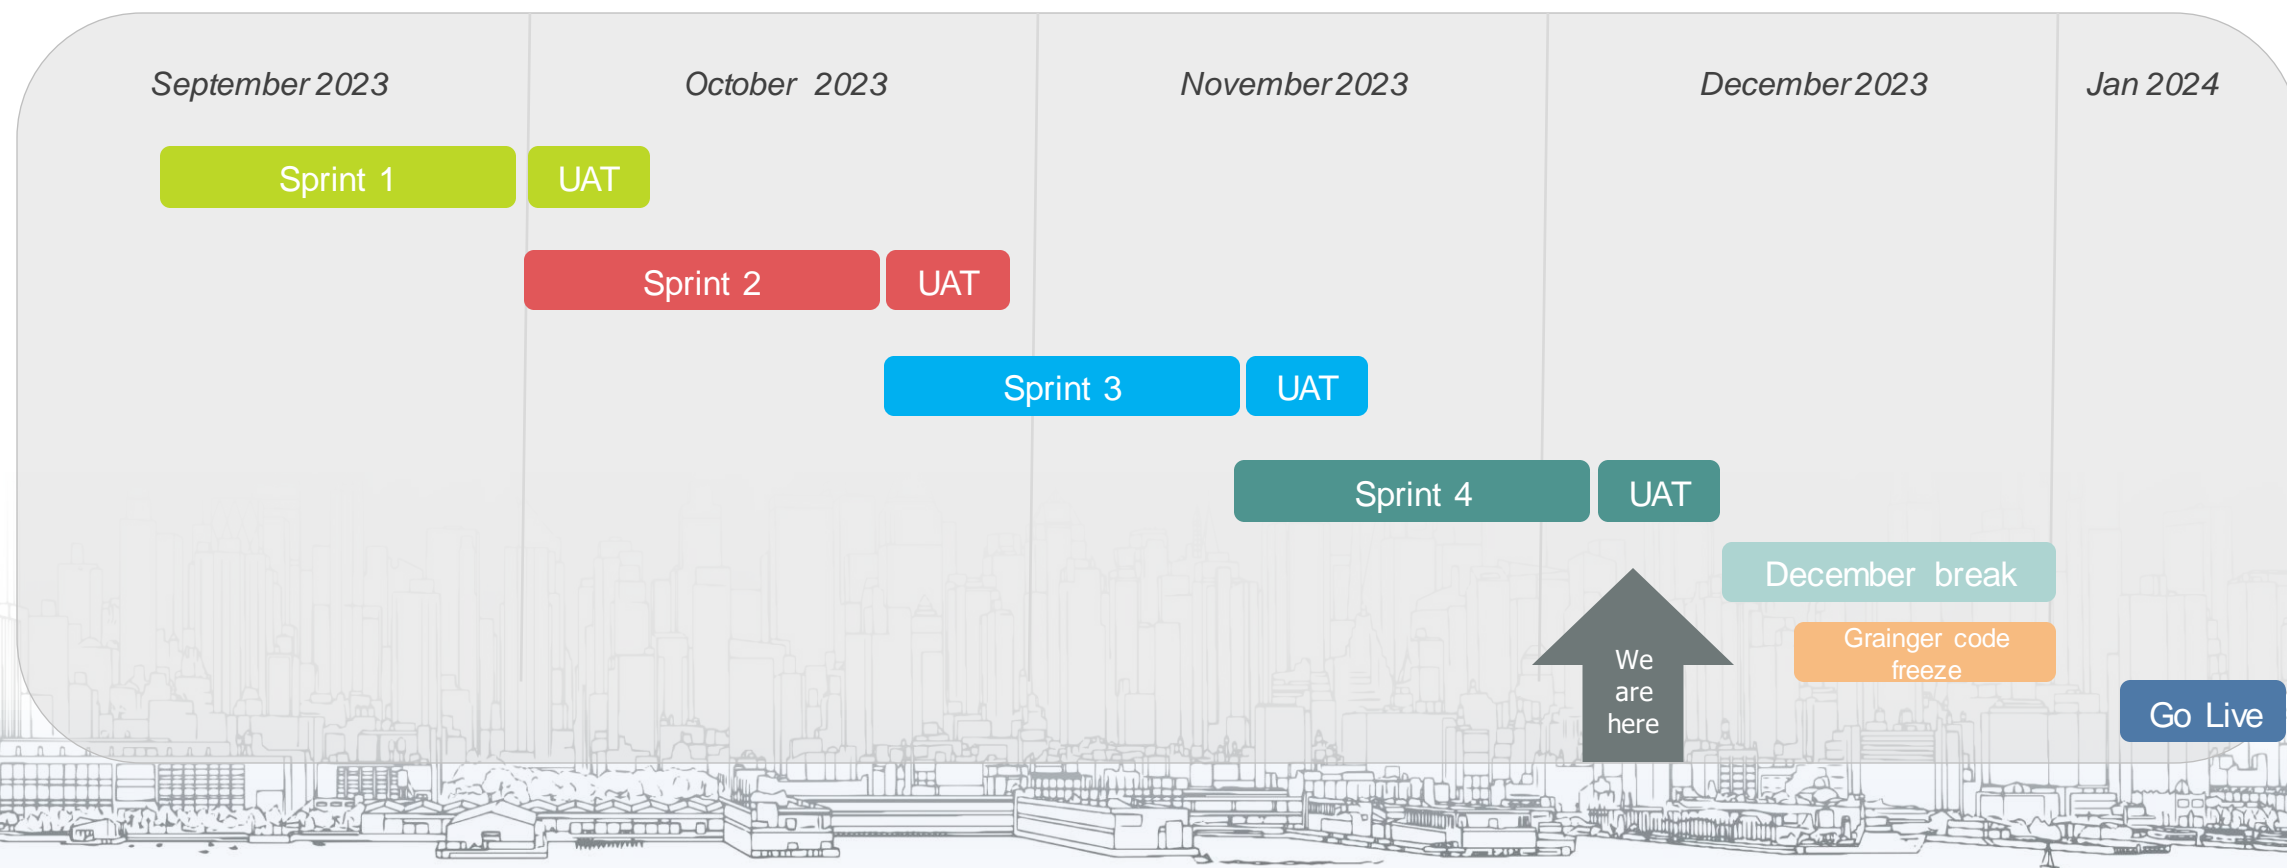 September 2023
October 2023
November 2023
December 2023
Jan 2024
Sprint 1
UAT
Sprint 2
UAT
Sprint 3
UAT
Sprint 4
UAT
December break
Grainger code
freeze
We
are
here
Go Live